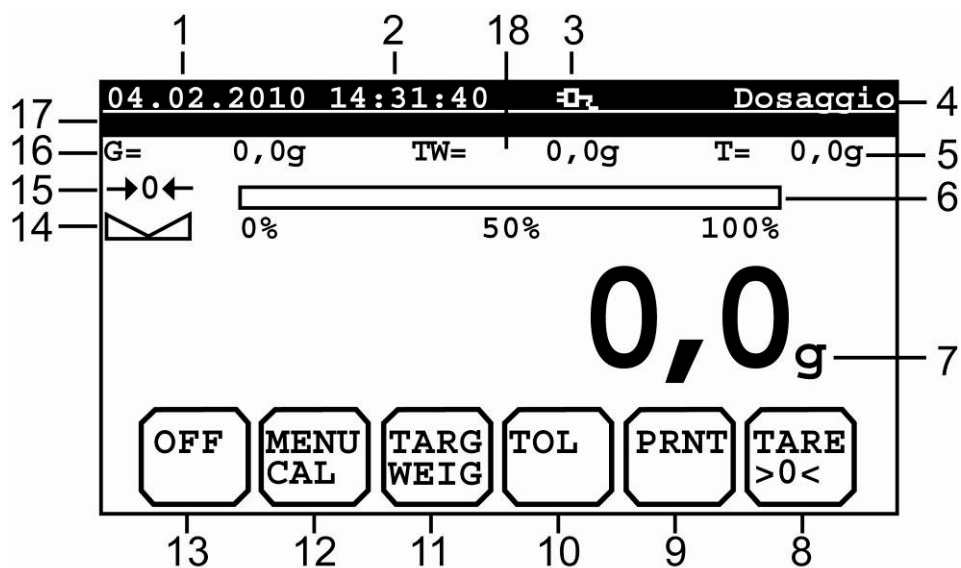 1 2 18 3
04.02.2010 14:31:40 Dosaggio 4
17
16 G= 0,0g TW= 0,0g T= 0,0g 5
15 →0←
6
14 0% 50% 100%
0,0g 7
OFF MENU TARG TOL PRNT TARE
CAL WEIG >0<
13 12 11 10 9 8